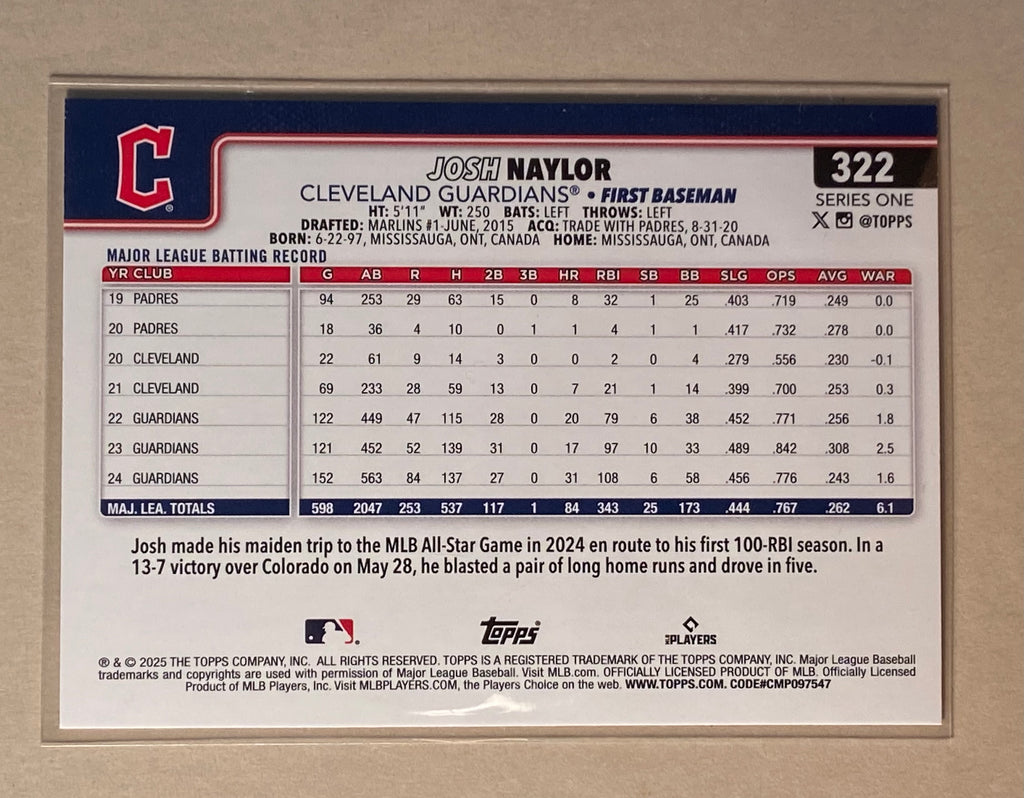 C
®
JOSH NAYLOR
322
CLEVELAND GUARDIANS® • FIRST BASEMAN
SERIES ONE
HT: 5'11" WT: 250 BATS: LEFT THROWS: LEFT
X @TOPPS
DRAFTED: MARLINS #1-JUNE, 2015 ACQ: TRADE WITH PADRES, 8-31-20
BORN: 6-22-97, MISSISSAUGA, ONT, CANADA HOME: MISSISSAUGA, ONT, CANADA
MAJOR LEAGUE BATTING RECORD
YR CLUB G AB R H 2B 3B HR RBI SB BB SLG OPS AVG WAR
19 PADRES 94 253 29 63 15 0 8 32 1 25 .403 .719 .249 0.0
20 PADRES 18 36 4 10 0 1 1 4 1 1 .417 .732 .278 0.0
20 CLEVELAND 22 61 9 14 3 0 0 2 0 4 .279 .556 .230 -0.1
21 CLEVELAND 69 233 28 59 13 0 7 21 1 14 .399 .700 .253 0.3
22 GUARDIANS 122 449 47 115 28 0 20 79 6 38 .452 .771 .256 1.8
23 GUARDIANS 121 452 52 139 31 0 17 97 10 33 .489 .842 .308 2.5
24 GUARDIANS 152 563 84 137 27 0 31 108 6 58 .456 .776 .243 1.6
MAJ. LEA. TOTALS 598 2047 253 537 117 1 84 343 25 173 .444 .767 .262 6.1
Josh made his maiden trip to the MLB All-Star Game in 2024 en route to his first 100-RBI season. In a
13-7 victory over Colorado on May 28, he blasted a pair of long home runs and drove in five.
Topps®
PLAYERS
® & © 2025 THE TOPPS COMPANY, INC. ALL RIGHTS RESERVED. TOPPS IS A REGISTERED TRADEMARK OF THE TOPPS COMPANY, INC. Major League Baseball
trademarks and copyrights are used with permission of Major League Baseball. Visit MLB.com. OFFICIALLY LICENSED PRODUCT OF MLB. Officially Licensed
Product of MLB Players, Inc. Visit MLBPLAYERS.COM, the Players Choice on the web. WWW.TOPPS.COM. CODE#CMP097547